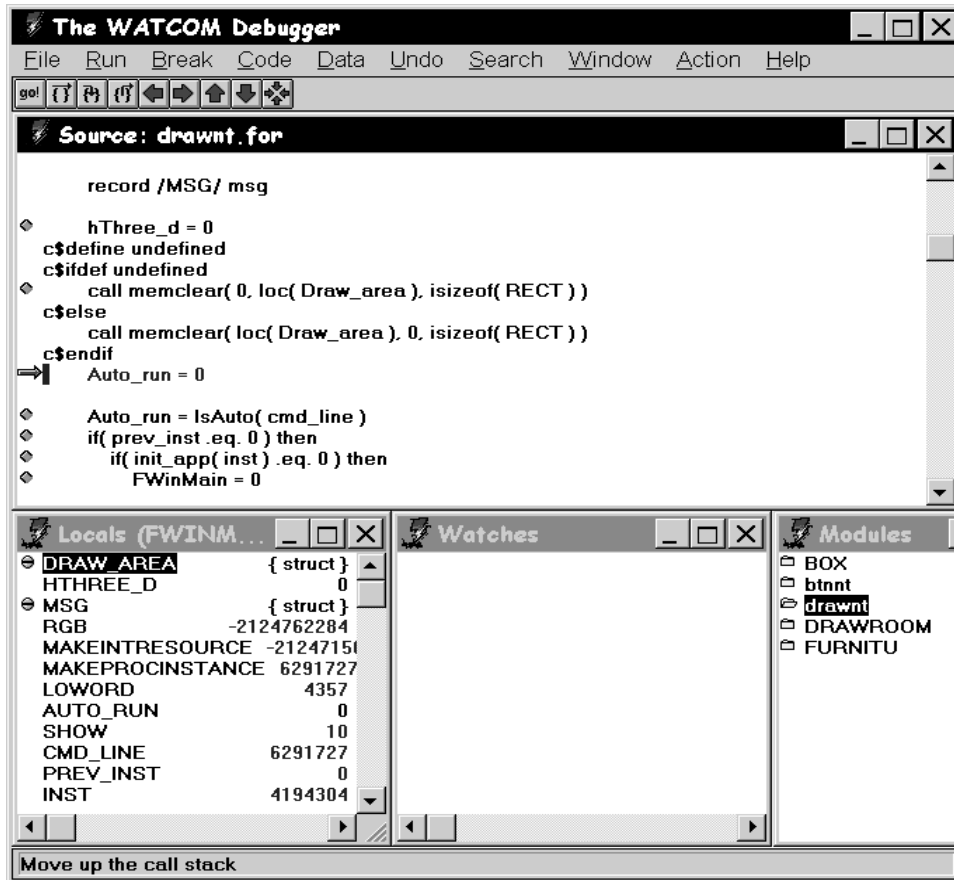 The WATCOM Debugger
File Run Break Code Data Undo Search Window Action Help
go!
Source: drawnt.for
record /MSG/ msg
hThree_d = 0
c$define undefined
c$ifdef undefined
call memclear( 0, loc( Draw_area ), isizeof( RECT ) )
c$else
call memclear( loc( Draw_area ), 0, isizeof( RECT ) )
c$endif
Auto_run = 0
Auto_run = IsAuto( cmd_line )
if( prev_inst .eq. 0 ) then
if( init_app( inst ) .eq. 0 ) then
FWinMain = 0
Locals (FWINM...
DRAW_AREA { struct }
HTHREE_D 0
MSG { struct }
RGB -2124762284
MAKEINTRESOURCE -2124715
MAKEPROCINSTANCE 6291727
LOWORD 4357
AUTO_RUN 0
SHOW 10
CMD_LINE 6291727
PREV_INST 0
INST 4194304
Watches
Modules
BOX
btnnt
drawnt
DRAWROOM
FURNITU
Move up the call stack